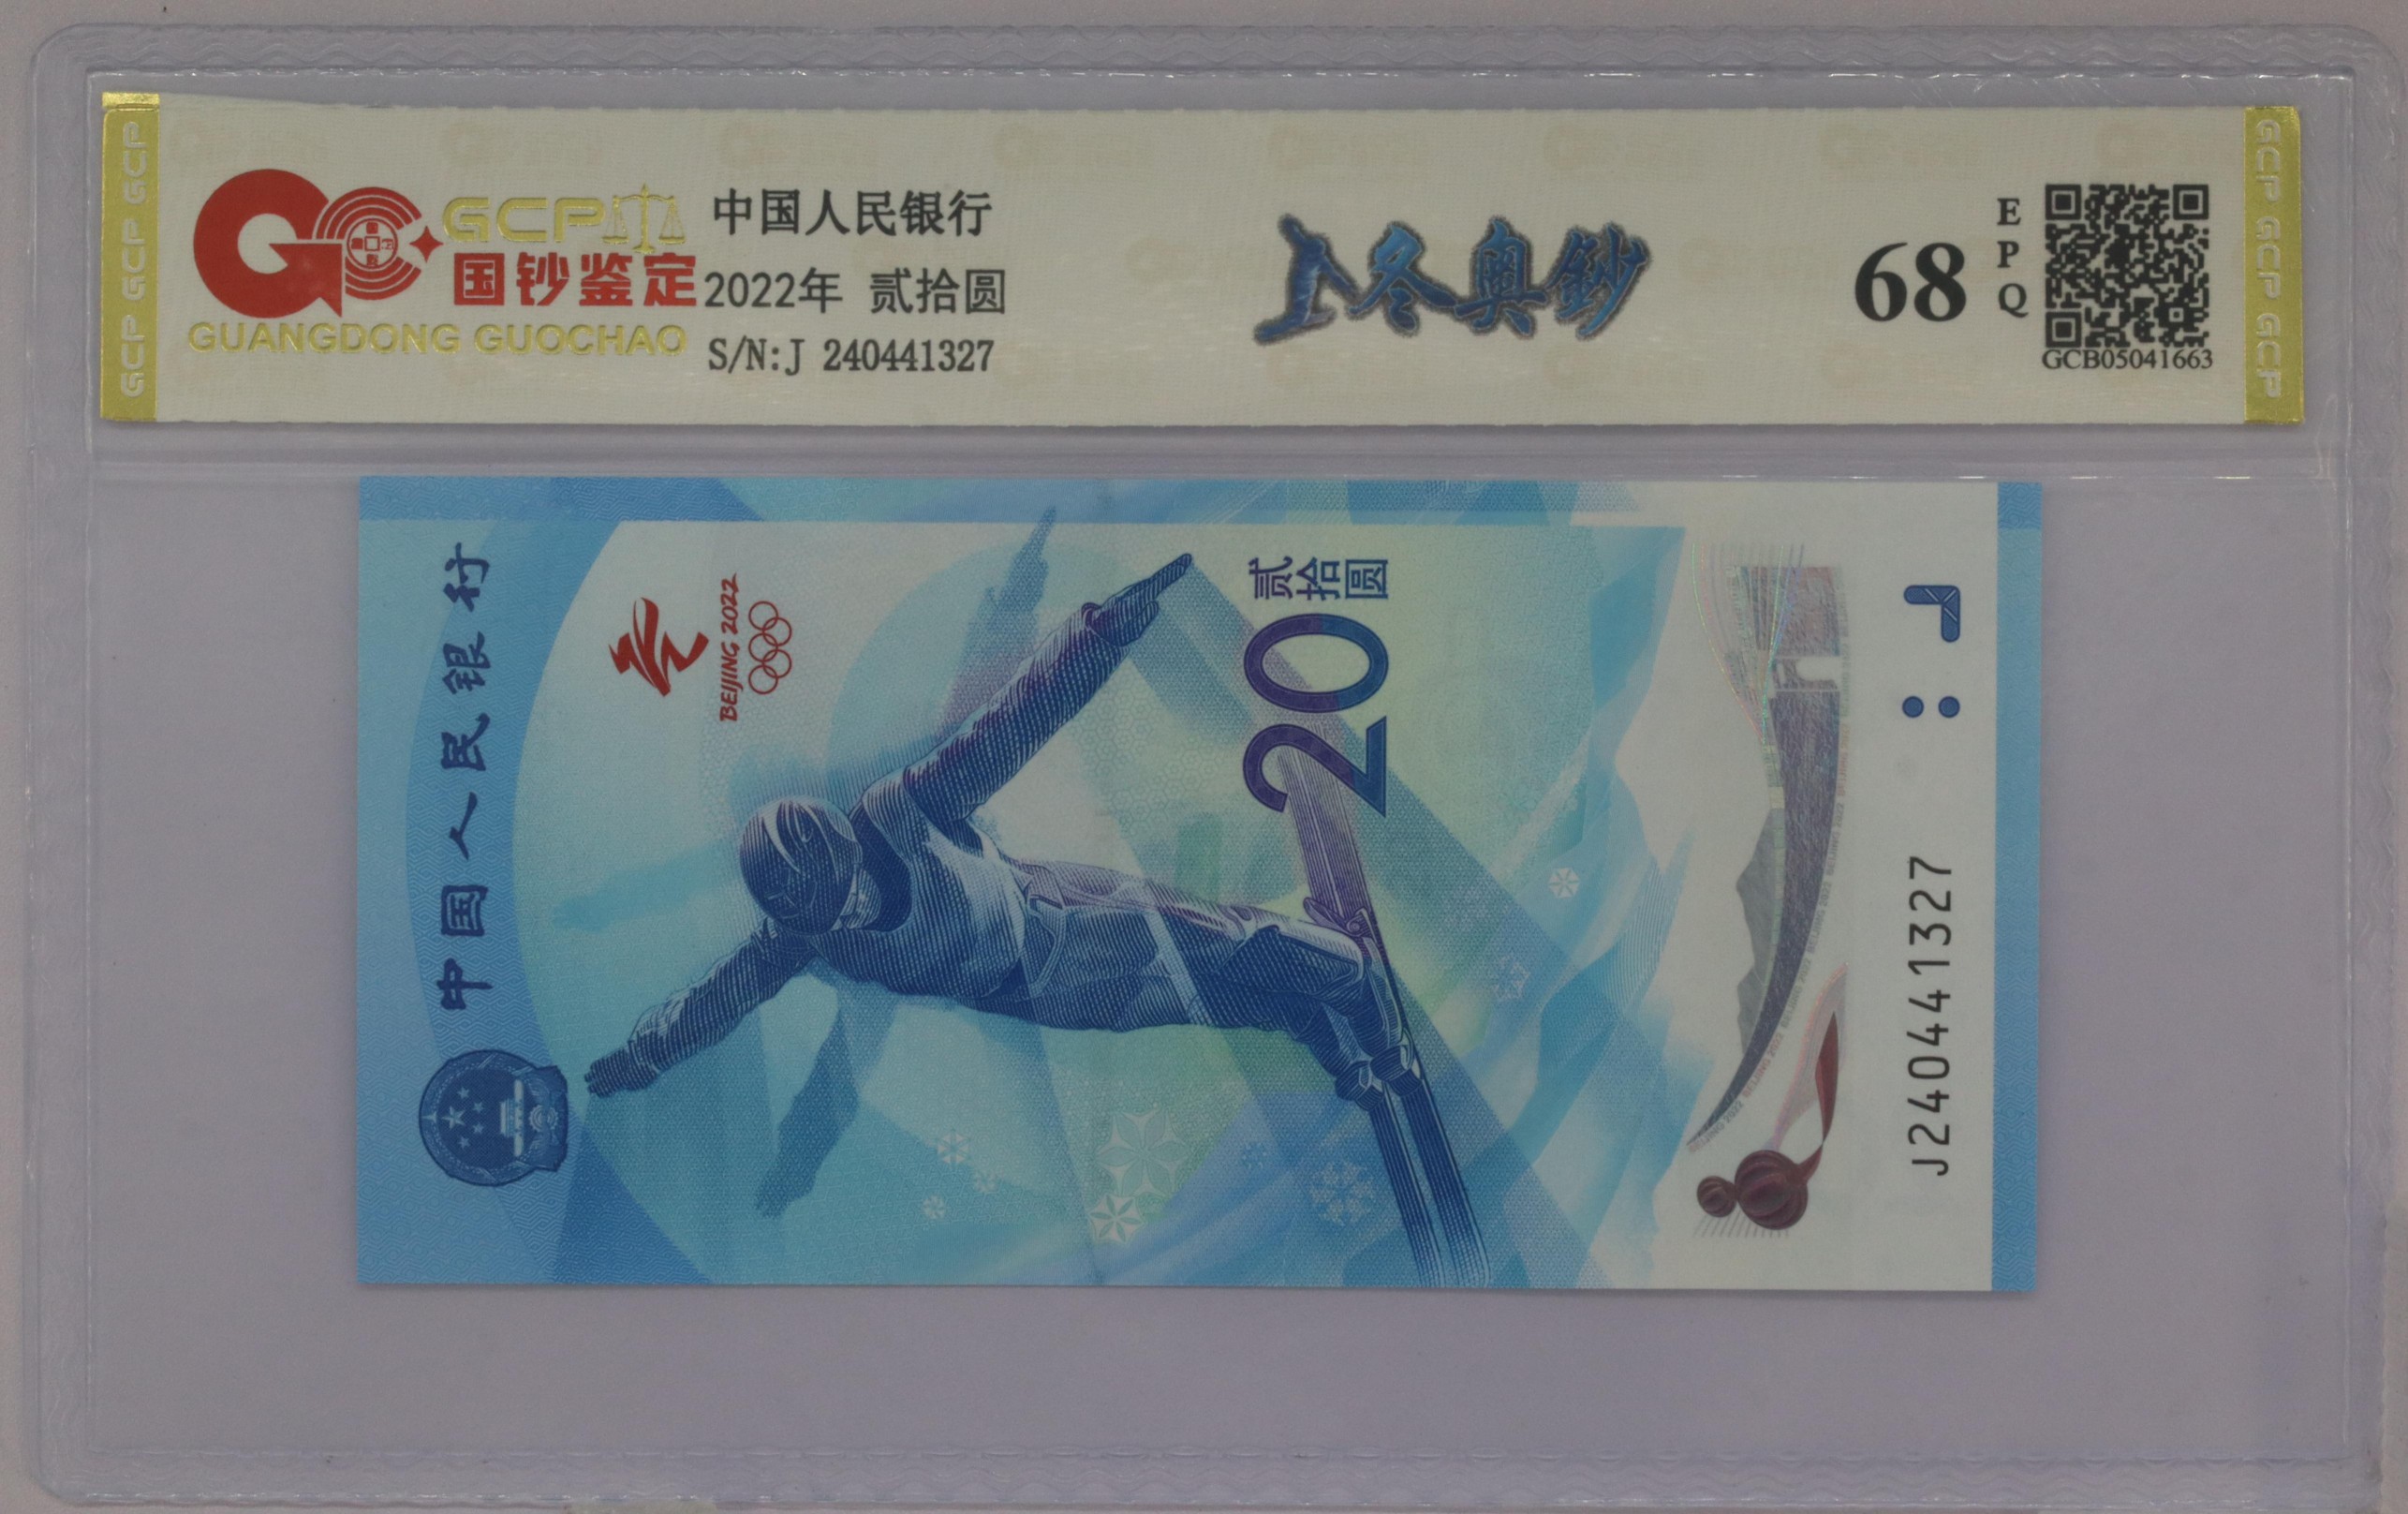 GCP GCP GCP
GCP
国钞鉴定
GUANGDONG GUOCHAO
中国人民银行
2022年 贰拾圆
S/N:J 240441327
冬奥鈔
68
EPQ
GCB05041663
GCP GCP GCP
中国人民银行
BEIJING 2022
贰拾圆
20
J240441327